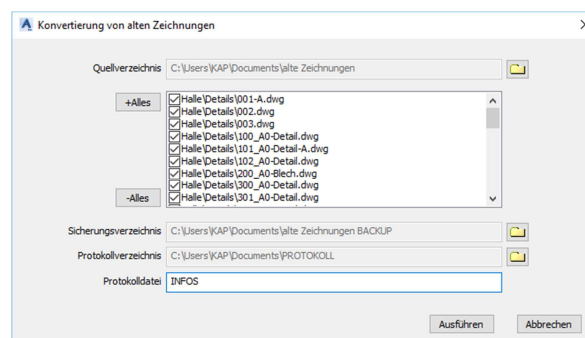 Konvertierung von alten Zeichnungen
Quellverzeichnis C:\Users\KAP\Documents\alte Zeichnungen
+Alles
Halle\Details\001-A.dwg
Halle\Details\002.dwg
Halle\Details\003.dwg
Halle\Details\100_A0-Detail.dwg
Halle\Details\101_A0-Detail-A.dwg
Halle\Details\102_A0-Detail.dwg
Halle\Details\200_A0-Blech.dwg
Halle\Details\300_A0-Detail.dwg
Halle\Details\301_A0-Detail.dwg
-Alles
Sicherungsverzeichnis C:\Users\KAP\Documents\alte Zeichnungen BACKUP
Protokollverzeichnis C:\Users\KAP\Documents\PROTOKOLL
Protokolldatei INFOS
Ausführen Abbrechen